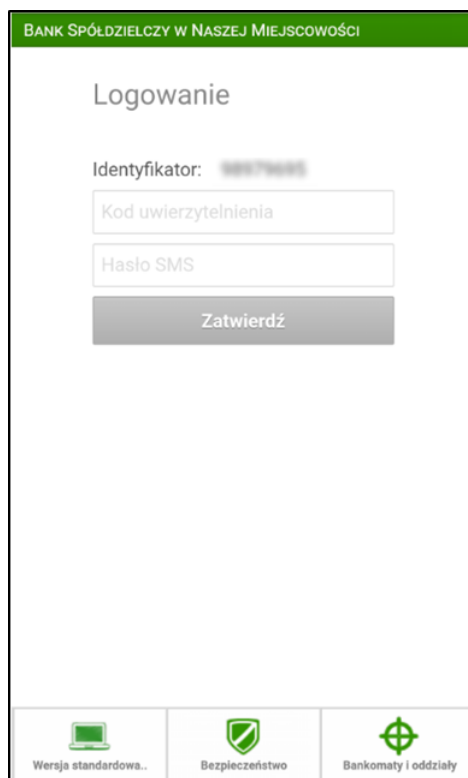 BANK SPÓŁDZIELCZY W NASZEJ MIEJSCOWOŚCI
Logowanie
Identyfikator:
Kod uwierzytelnienia
Hasło SMS
Zatwierdź
Wersja standardowa.. Bezpieczeństwo Bankomaty i oddziały